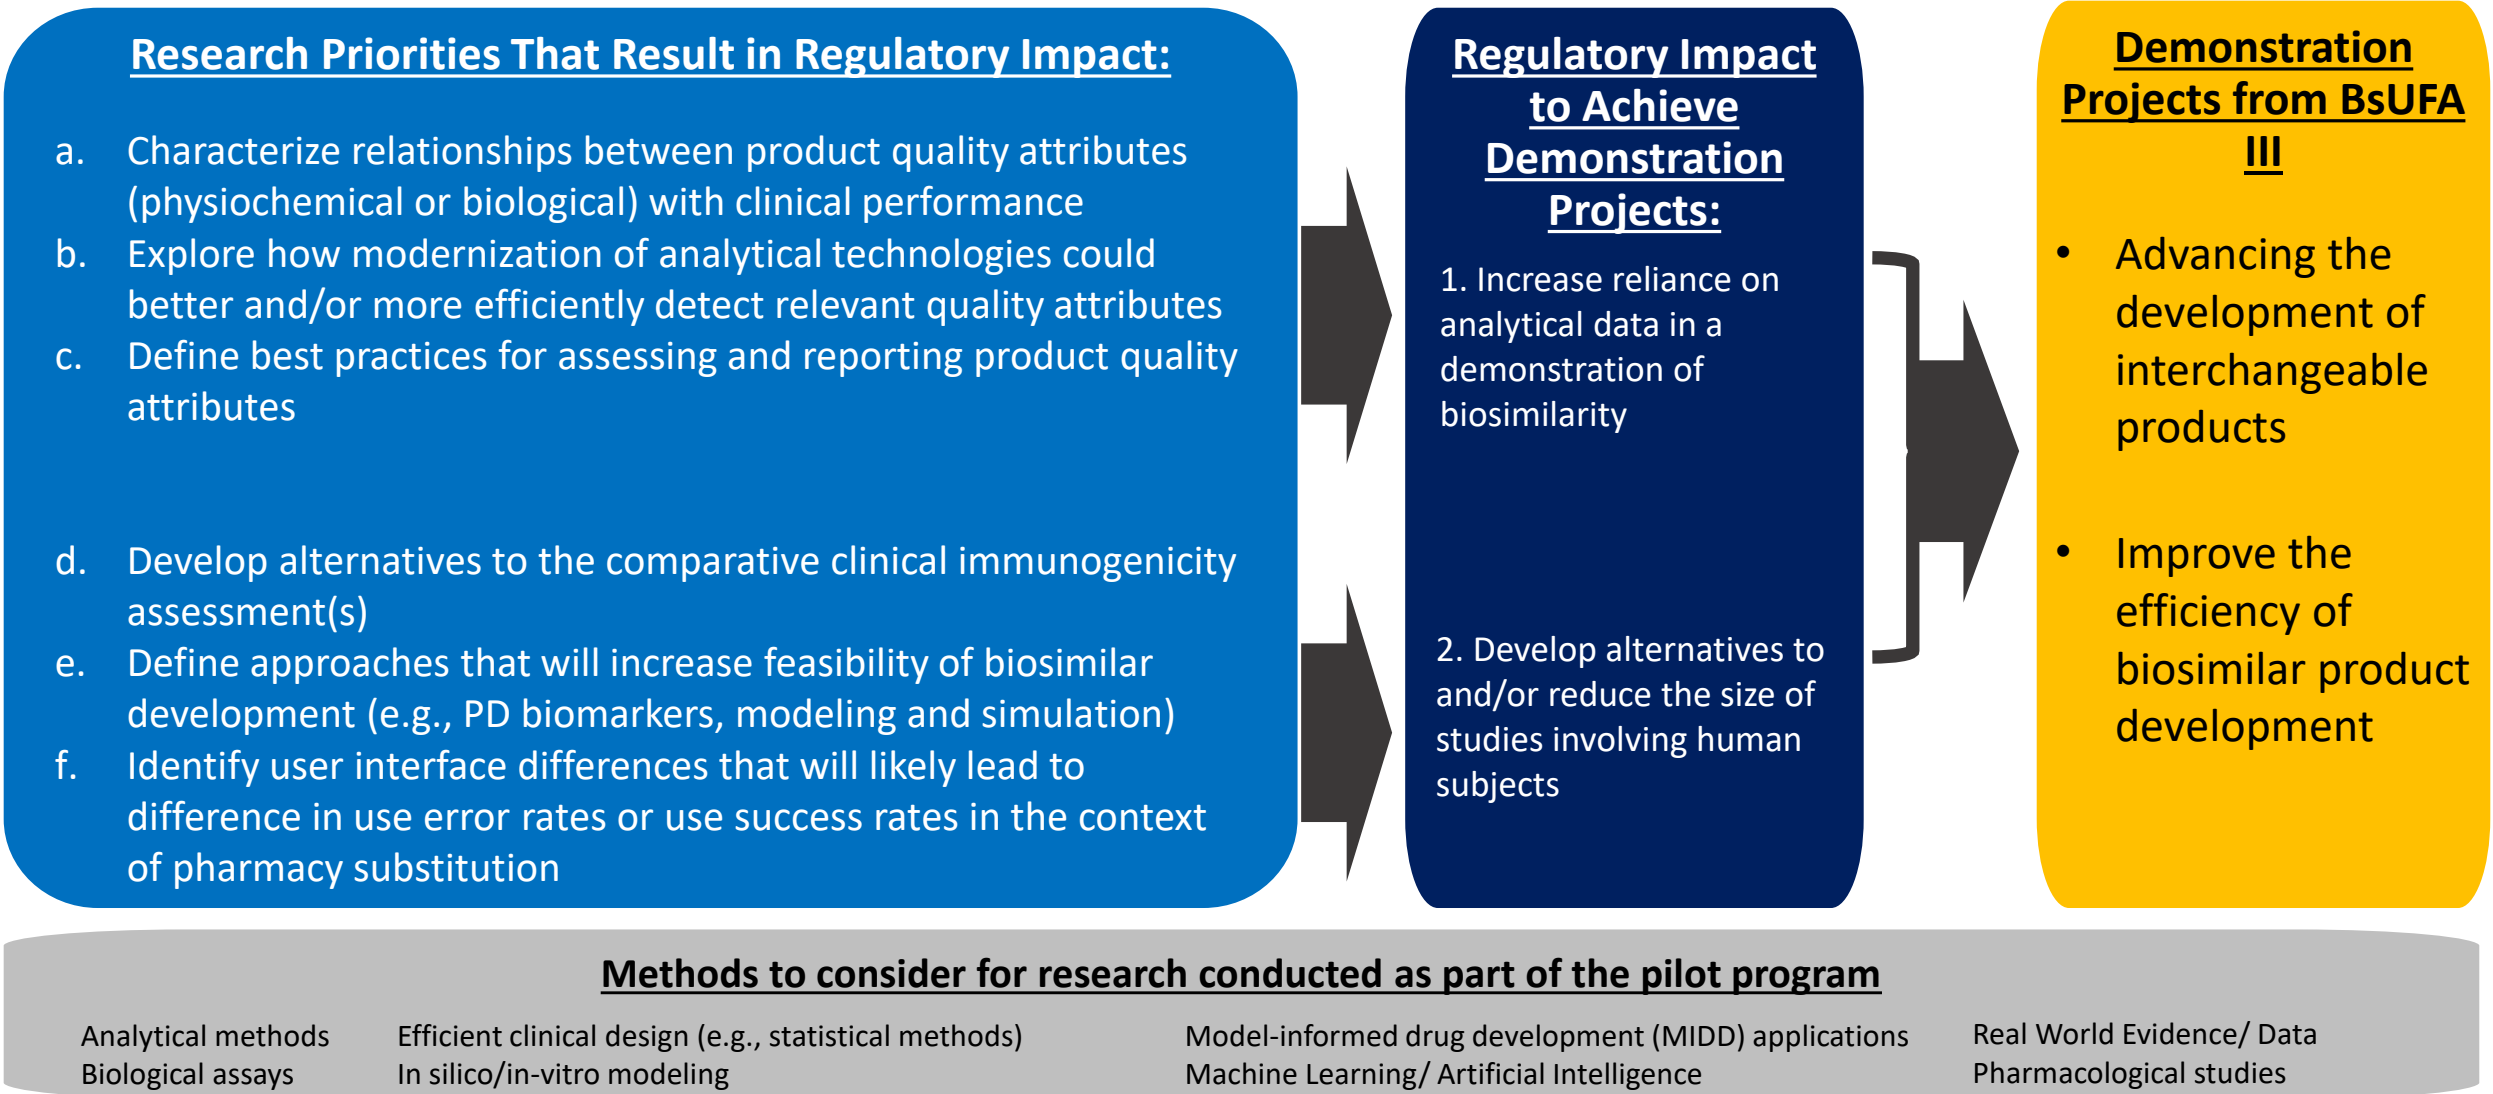 Research Priorities That Result in Regulatory Impact:
a. Characterize relationships between product quality attributes
(physiochemical or biological) with clinical performance
b. Explore how modernization of analytical technologies could
better and/or more efficiently detect relevant quality attributes
c. Define best practices for assessing and reporting product quality
attributes
d. Develop alternatives to the comparative clinical immunogenicity
assessment(s)
e. Define approaches that will increase feasibility of biosimilar
development (e.g., PD biomarkers, modeling and simulation)
f. Identify user interface differences that will likely lead to
difference in use error rates or use success rates in the context
of pharmacy substitution
Regulatory Impact
to Achieve
Demonstration
Projects:
1. Increase reliance on
analytical data in a
demonstration of
biosimilarity
2. Develop alternatives to
and/or reduce the size of
studies involving human
subjects
Demonstration
Projects from BsUFA
III
• Advancing the
development of
interchangeable
products
• Improve the
efficiency of
biosimilar product
development
Methods to consider for research conducted as part of the pilot program
Analytical methods
Biological assays
Efficient clinical design (e.g., statistical methods)
In silico/in-vitro modeling
Model-informed drug development (MIDD) applications
Machine Learning/ Artificial Intelligence
Real World Evidence/ Data
Pharmacological studies